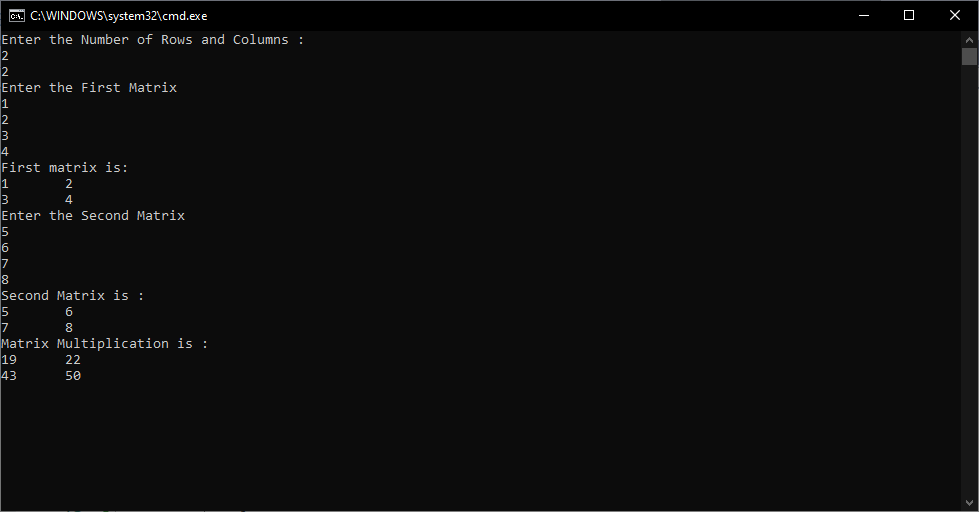 C:\WINDOWS\system32\cmd.exe
Enter the Number of Rows and Columns :
2
2
Enter the First Matrix
1
2
3
4
First matrix is:
1 2
3 4
Enter the Second Matrix
5
6
7
8
Second Matrix is :
5 6
7 8
Matrix Multiplication is :
19 22
43 50